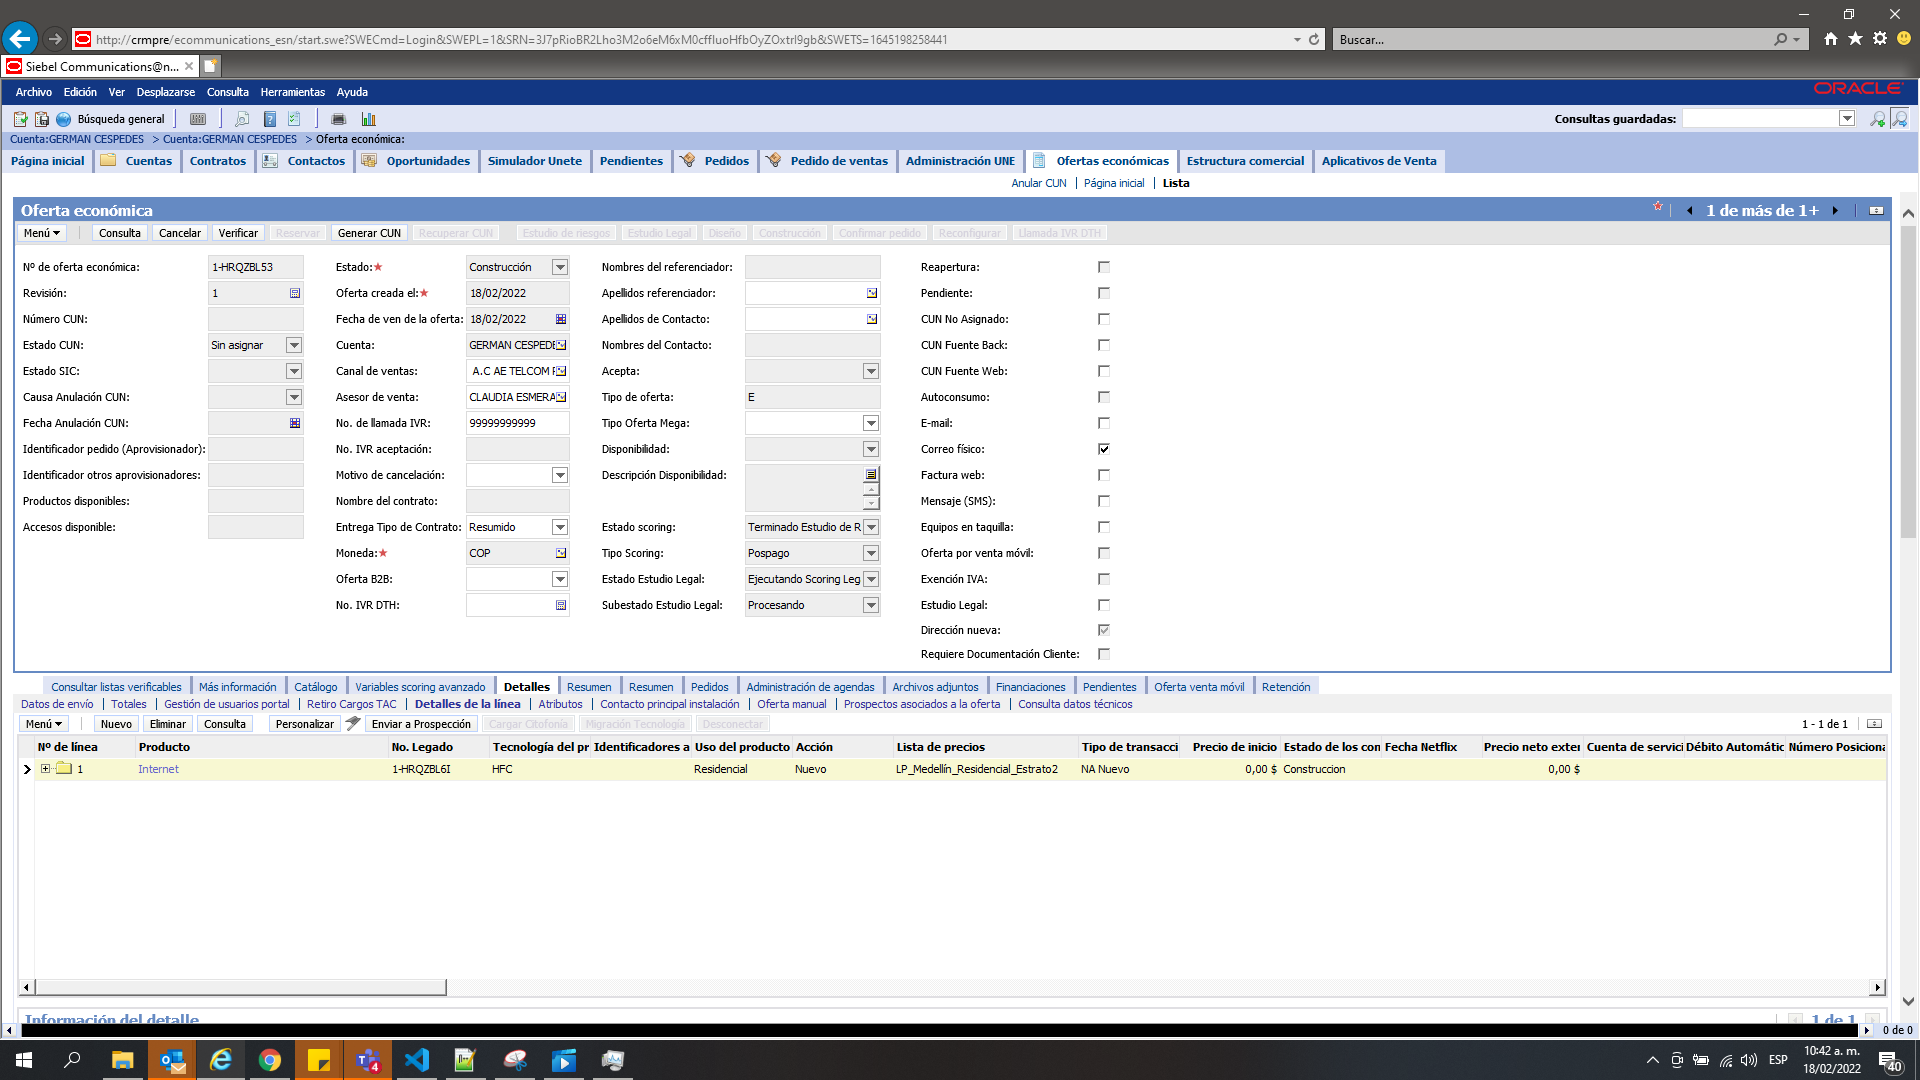 http://crmpre/ecommunications_esn/start.swe?SWECmd=Login&SWEPL=1&SRN=3J7pRioBR2Lho3M2o6eM6xM0cffIuoHfbOyZOxtrl9gb&SWETS=1645198258441
Buscar...
Siebel Communications@n...
Archivo Edición Ver Desplazarse Consulta Herramientas Ayuda
ORACLE
Búsqueda general
Consultas guardadas:
Cuenta:GERMAN CESPEDES > Cuenta:GERMAN CESPEDES > Oferta económica:
Página inicial Cuentas Contratos Contactos Oportunidades Simulador Unete Pendientes Pedidos Pedido de ventas Administración UNE Ofertas económicas Estructura comercial Aplicativos de Venta
Anular CUN | Página inicial | Lista
Oferta económica
1 de más de 1+
Menú Consulta Cancelar Verificar Reservar Generar CUN Recuperar CUN Estudio de riesgos Estudio Legal Diseño Construcción Confirmar pedido Reconfigurar Llamada IVR DTH
Nº de oferta económica: 1-HRQZBL53 Estado:★ Construcción Nombres del referenciador: Reapertura:
Revisión: 1 Oferta creada el:★ 18/02/2022 Apellidos referenciador: Pendiente:
Número CUN: Fecha de ven de la oferta: 18/02/2022 Apellidos de Contacto: CUN No Asignado:
Estado CUN: Sin asignar Cuenta: GERMAN CESPEDE Nombres del Contacto: CUN Fuente Back:
Estado SIC: Canal de ventas: A.C AE TELCOM F Acepta: CUN Fuente Web:
Causa Anulación CUN: Asesor de venta: CLAUDIA ESMERA Tipo de oferta: E Autoconsumo:
Fecha Anulación CUN: No. de llamada IVR: 99999999999 Tipo Oferta Mega: E-mail:
Identificador pedido (Aprovisionador): No. IVR aceptación: Disponibilidad: Correo físico:
Identificador otros aprovisionadores: Motivo de cancelación: Descripción Disponibilidad: Factura web:
Productos disponibles: Nombre del contrato: Mensaje (SMS):
Accesos disponible: Entrega Tipo de Contrato: Resumido Estado scoring: Terminado Estudio de R Equipos en taquilla:
Moneda:★ COP Tipo Scoring: Pospago Oferta por venta móvil:
Oferta B2B: Estado Estudio Legal: Ejecutando Scoring Leg Exención IVA:
No. IVR DTH: Subestado Estudio Legal: Procesando Estudio Legal:
Dirección nueva:
Requiere Documentación Cliente:
Consultar listas verificables Más información Catálogo Variables scoring avanzado Detalles Resumen Resumen Pedidos Administración de agendas Archivos adjuntos Financiaciones Pendientes Oferta venta móvil Retención
Datos de envío | Totales | Gestión de usuarios portal | Retiro Cargos TAC | Detalles de la línea | Atributos | Contacto principal instalación | Oferta manual | Prospectos asociados a la oferta | Consulta datos técnicos
Menú Nuevo Eliminar Consulta Personalizar Enviar a Prospección Cargar Citofonía Migración Tecnología Desconectar 1 - 1 de 1
Nº de línea Producto No. Legado Tecnología del pr Identificadores a Uso del producto Acción Lista de precios Tipo de transacci Precio de inicio Estado de los con Fecha Netflix Precio neto exter Cuenta de servici Débito Automátic Número Posiciona
1 Internet 1-HRQZBL6I HFC Residencial Nuevo LP_Medellín_Residencial_Estrato2 NA Nuevo 0,00 $ Construccion 0,00 $
Información del detalle
1 de 1
0 de 0
4
ESP
10:42 a. m.
18/02/2022
40